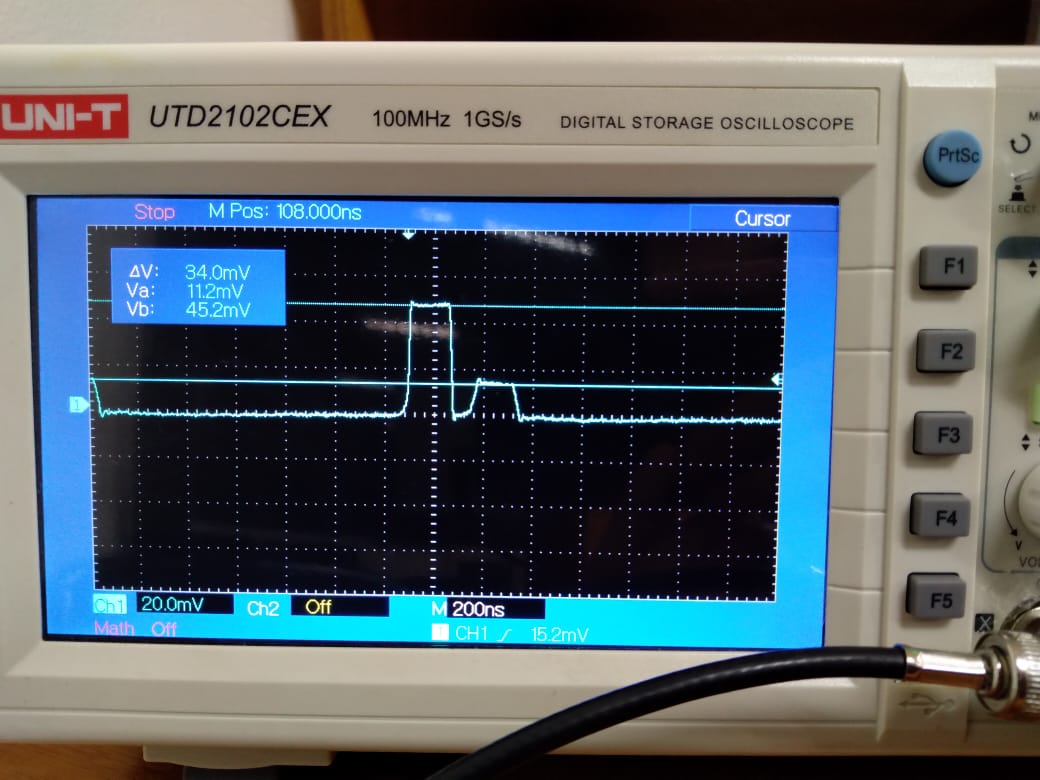 UNI-T UTD2102CEX 100MHz 1GS/s DIGITAL STORAGE OSCILLOSCOPE
PrtSc
SELECT
Stop M Pos: 108.000ns Cursor
ΔV: 34.0mV
Va: 11.2mV
Vb: 45.2mV
1
F1
F2
F3
F4
F5
Ch1 20.0mV Ch2 Off M 200ns
Math Off 1 CH1 15.2mV
V